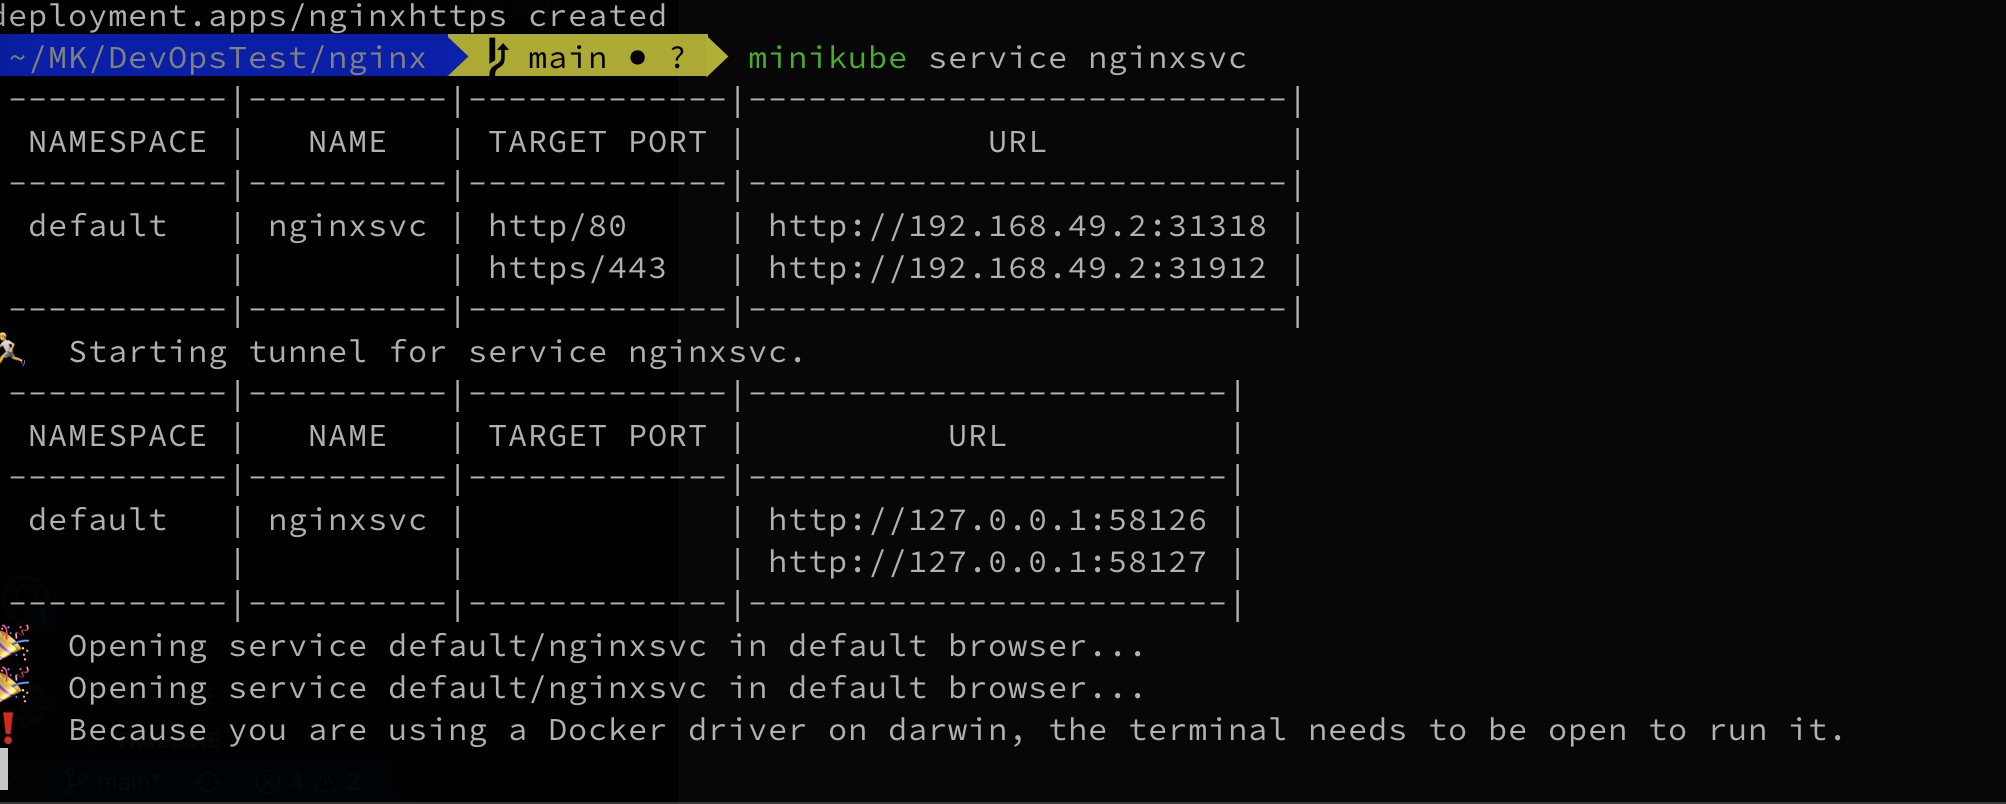 deployment.apps/nginxhttps created
~/MK/DevOpsTest/nginx main ● ? minikube service nginxsvc
-----------|----------|-------------|--------------------------|
NAMESPACE | NAME | TARGET PORT | URL |
-----------|----------|-------------|--------------------------|
default | nginxsvc | http/80 | http://192.168.49.2:31318 |
| | https/443 | http://192.168.49.2:31912 |
-----------|----------|-------------|--------------------------|
Starting tunnel for service nginxsvc.
-----------|----------|-------------|------------------------|
NAMESPACE | NAME | TARGET PORT | URL |
-----------|----------|-------------|------------------------|
default | nginxsvc | | http://127.0.0.1:58126 |
| | | http://127.0.0.1:58127 |
-----------|----------|-------------|------------------------|
Opening service default/nginxsvc in default browser...
Opening service default/nginxsvc in default browser...
❗ Because you are using a Docker driver on darwin, the terminal needs to be open to run it.
main* 4 2